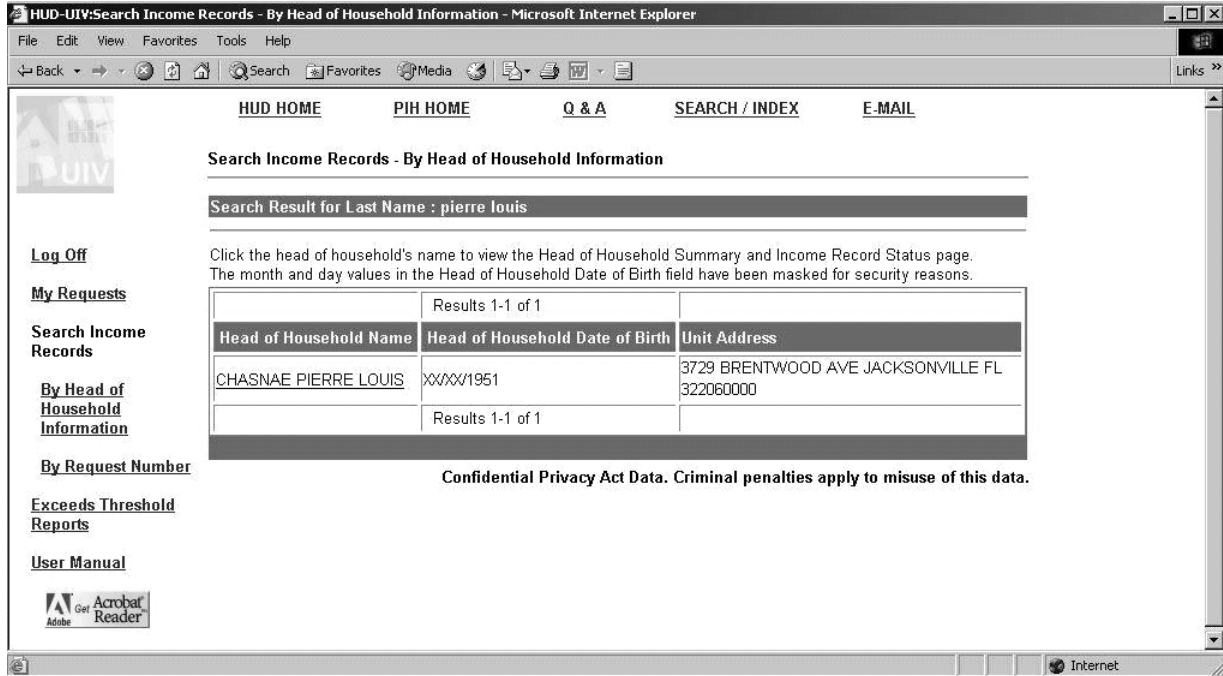 HUD-UIV:Search Income Records - By Head of Household Information - Microsoft Internet Explorer
File Edit View Favorites Tools Help
Back Search Favorites Media Links »
UIV
HUD HOME PIH HOME Q & A SEARCH / INDEX E-MAIL
Search Income Records - By Head of Household Information
Search Result for Last Name : pierre louis
Log Off
My Requests
Search Income
Records
By Head of
Household
Information
By Request Number
Exceeds Threshold
Reports
User Manual
Adobe Get Acrobat
Reader
Click the head of household's name to view the Head of Household Summary and Income Record Status page.
The month and day values in the Head of Household Date of Birth field have been masked for security reasons.
Results 1-1 of 1
Head of Household Name Head of Household Date of Birth Unit Address
CHASNAE PIERRE LOUIS XX/XX/1951 3729 BRENTWOOD AVE JACKSONVILLE FL
322060000
Results 1-1 of 1
Confidential Privacy Act Data. Criminal penalties apply to misuse of this data.
Internet